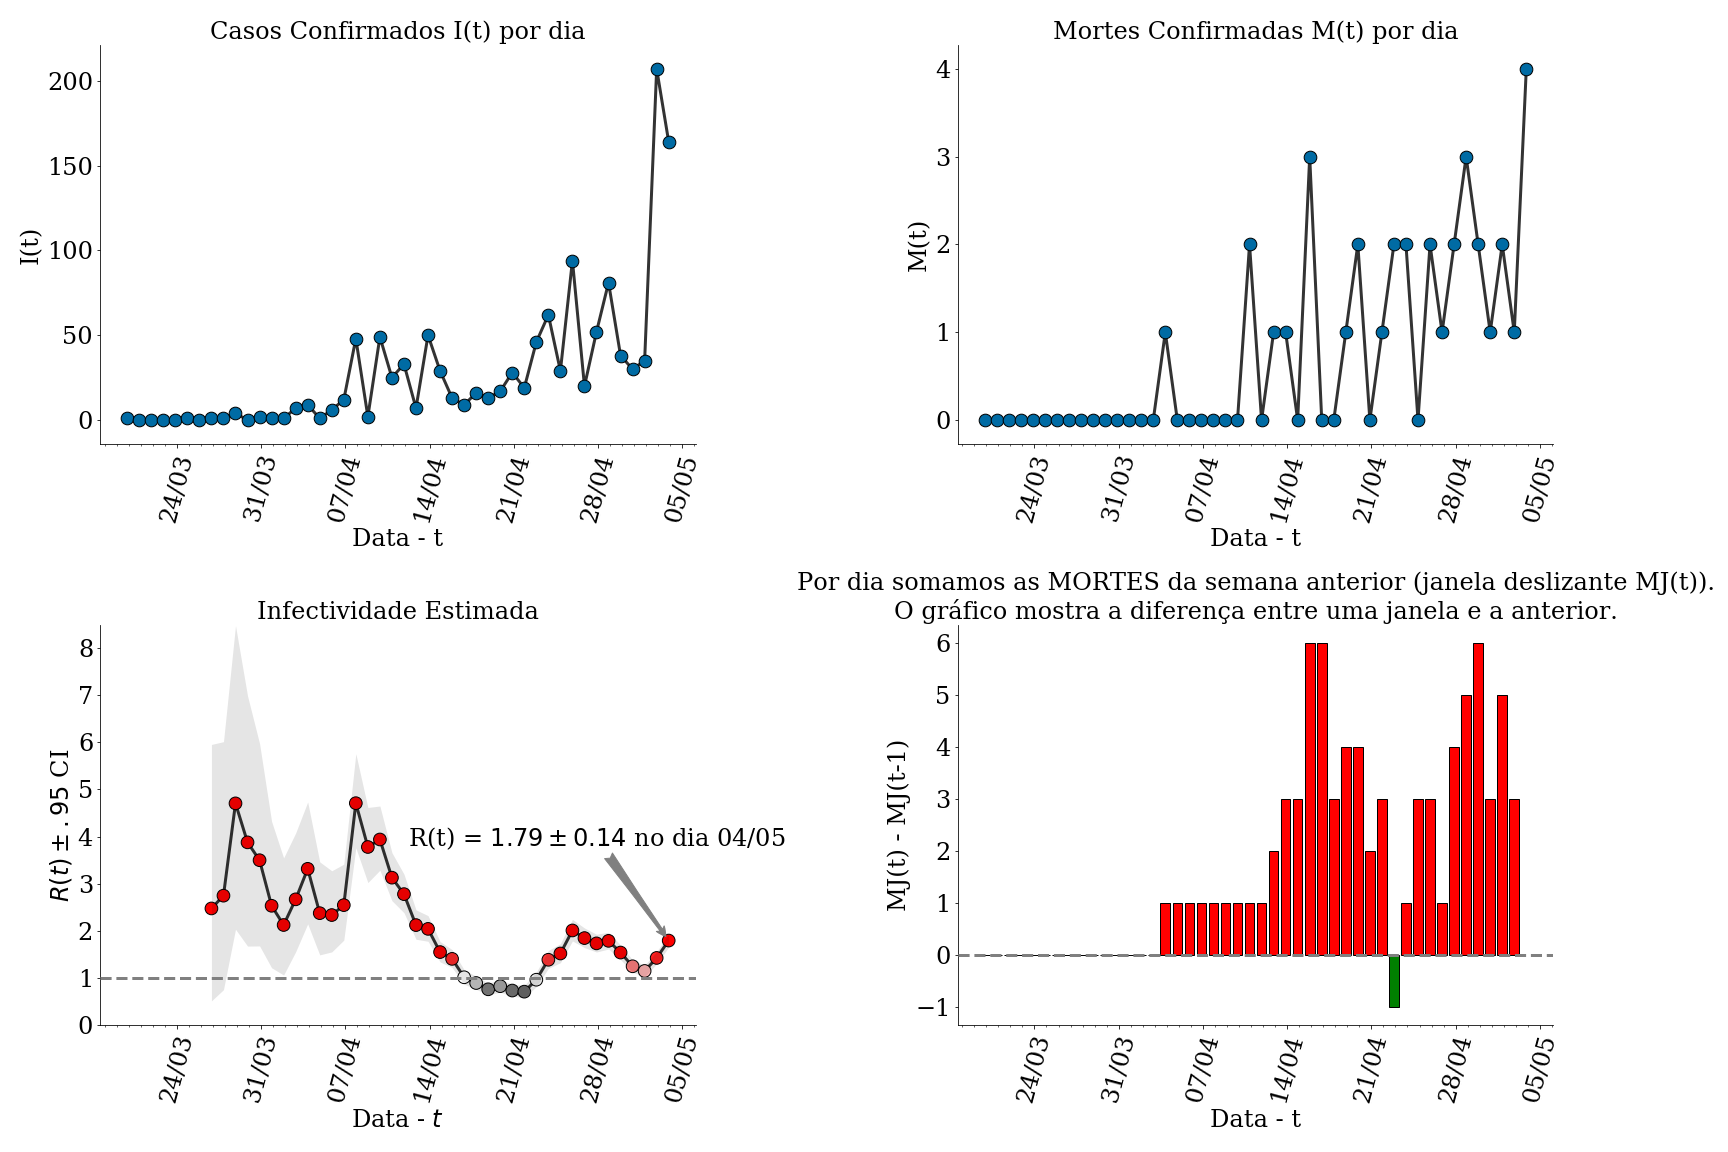 Casos Confirmados I(t) por dia
I(t)
200
150
100
50
0
24/03 31/03 07/04 14/04 21/04 28/04 05/05
Data - t
Mortes Confirmadas M(t) por dia
M(t)
4
3
2
1
0
24/03 31/03 07/04 14/04 21/04 28/04 05/05
Data - t
Infectividade Estimada
R(t) ± .95 CI
8
7
6
5
4
3
2
1
0
R(t) = 1.79 ± 0.14 no dia 04/05
24/03 31/03 07/04 14/04 21/04 28/04 05/05
Data - t
Por dia somamos as MORTES da semana anterior (janela deslizante MJ(t)).
O gráfico mostra a diferença entre uma janela e a anterior.
MJ(t) - MJ(t-1)
6
5
4
3
2
1
0
−1
24/03 31/03 07/04 14/04 21/04 28/04 05/05
Data - t